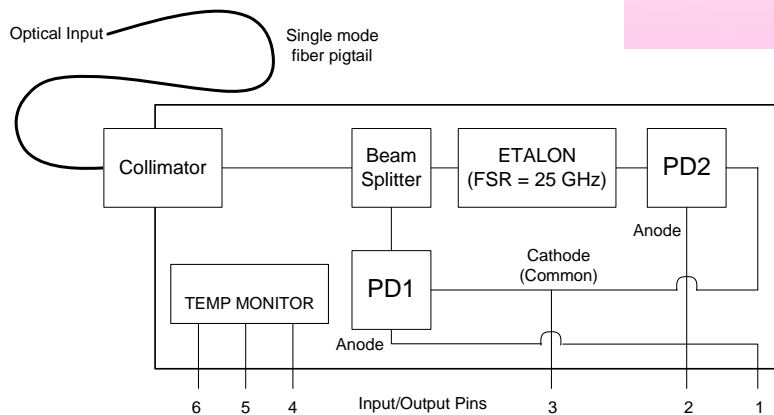 Optical Input
Single mode
fiber pigtail
Collimator
Beam
Splitter
ETALON
(FSR = 25 GHz)
PD2
Anode
Cathode
(Common)
TEMP MONITOR
PD1
Anode
6 5 4 Input/Output Pins 3 2 1